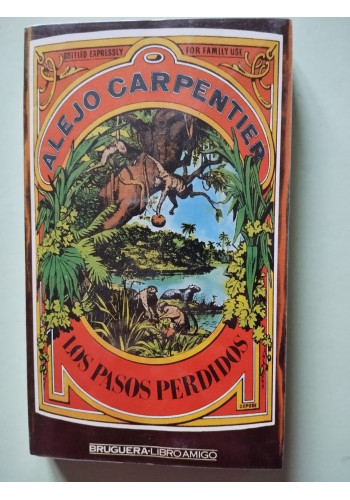 BOTTLED EXPRESSLY FOR FAMILY USE
ALEJO CARPENTIER
LOS PASOS PERDIDOS
BRUGUERA·LIBRO AMIGO